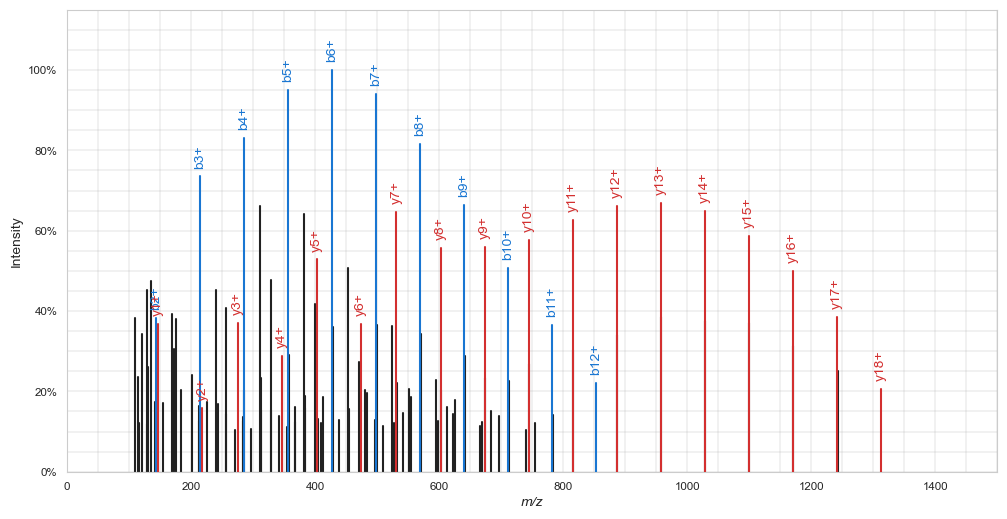 100%
80%
60%
40%
20%
0%
Intensity
0
200
400
600
800
1000
1200
1400
m/z
y1+
b3+
y2+
y3+
b4+
y4+
b5+
y5+
b6+
y6+
b7+
y7+
b8+
y8+
b9+
y9+
b10+
y10+
b11+
y11+
b12+
y12+
y13+
y14+
y15+
y16+
y17+
y18+